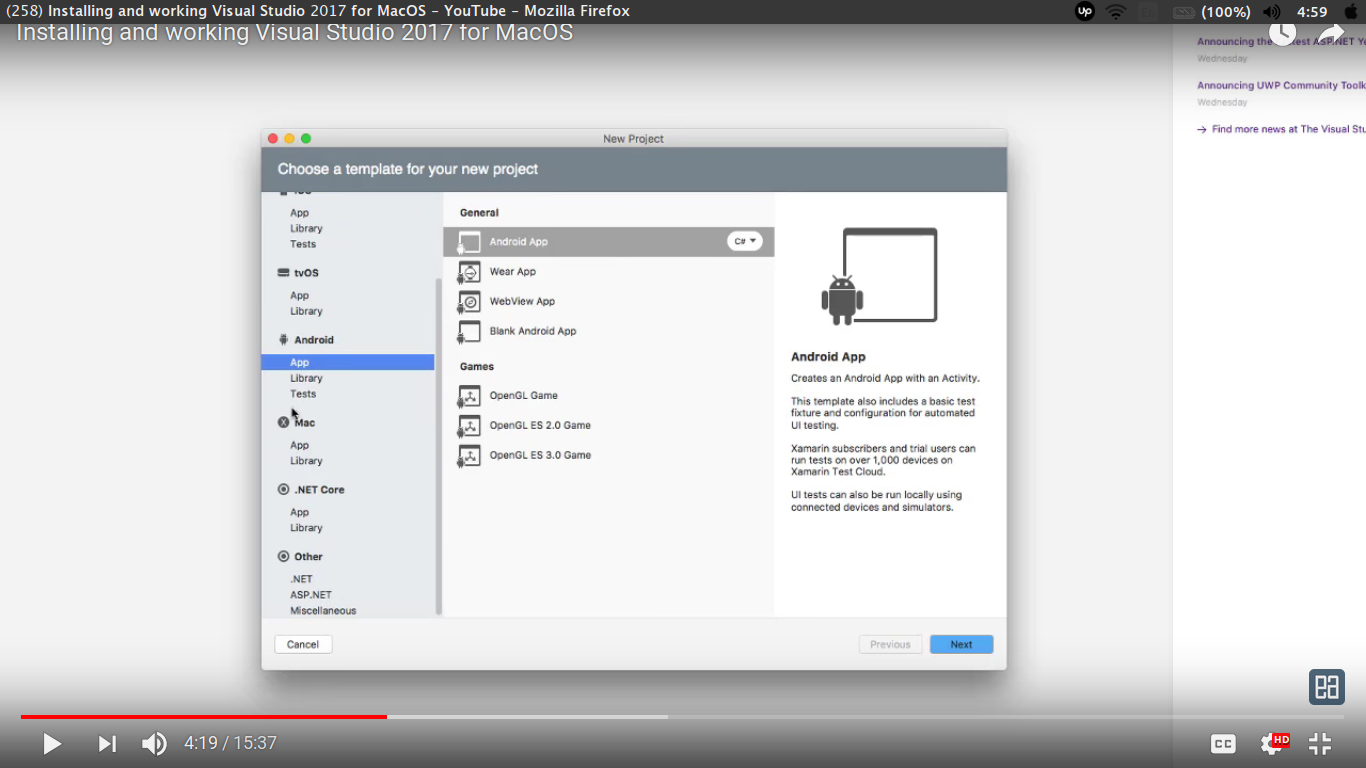 (258) Installing and working Visual Studio 2017 for MacOS - YouTube - Mozilla Firefox
Up
(100%)
4:59
Installing and working Visual Studio 2017 for MacOS
Announcing the test ASP.NET Ye
Wednesday
Announcing UWP Community Toolk
Wednesday
→ Find more news at The Visual Stu
New Project
Choose a template for your new project
iOS
App
Library
Tests
tvOS
App
Library
Android
App
Library
Tests
Mac
App
Library
.NET Core
App
Library
Other
.NET
ASP.NET
Miscellaneous
General
Android App
C#
Wear App
WebView App
Blank Android App
Games
OpenGL Game
OpenGL ES 2.0 Game
OpenGL ES 3.0 Game
Android App
Creates an Android App with an Activity.
This template also includes a basic test
fixture and configuration for automated
UI testing.
Xamarin subscribers and trial users can
run tests on over 1,000 devices on
Xamarin Test Cloud.
UI tests can also be run locally using
connected devices and simulators.
Cancel
Previous
Next
4:19 / 15:37
CC
HD